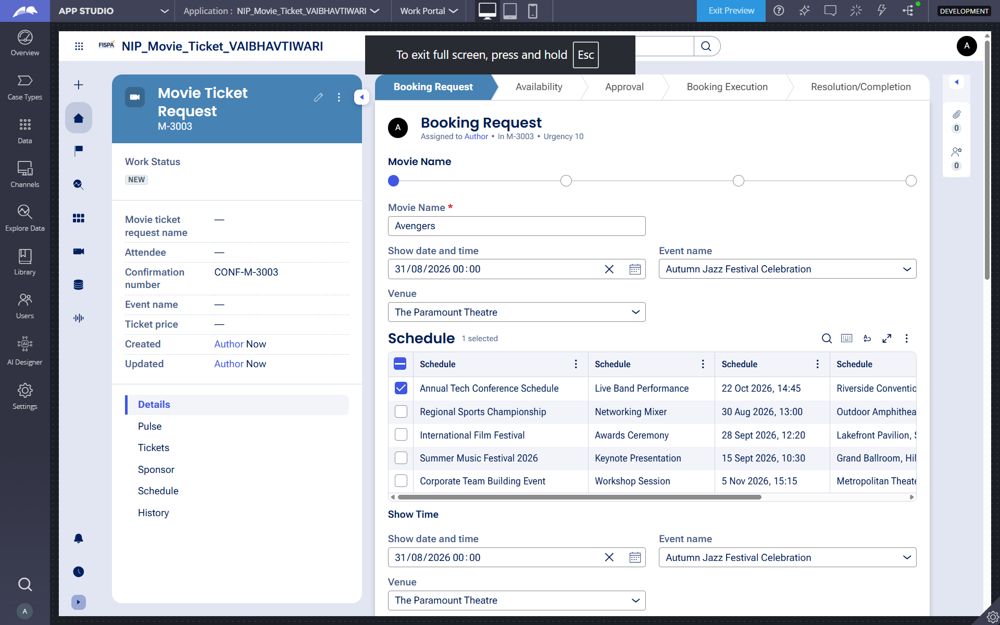 APP STUDIO
Application : NIP_Movie_Ticket_VAIBHAVTIWARI
Work Portal
Exit Preview
DEVELOPMENT
Overview
Case Types
Data
Channels
Explore Data
Library
Users
AI
AI Designer
Settings
A
FISPA
NIP_Movie_Ticket_VAIBHAVTIWARI
To exit full screen, press and hold Esc
A
Movie Ticket
Request
M-3003
Work Status
NEW
Movie ticket
request name
—
Attendee —
Confirmation
number
CONF-M-3003
Event name —
Ticket price —
Created Author Now
Updated Author Now
Details
Pulse
Tickets
Sponsor
Schedule
History
Booking Request
Availability
Approval
Booking Execution
Resolution/Completion
A
Booking Request
Assigned to Author • In M-3003 • Urgency 10
Movie Name
Movie Name *
Avengers
Show date and time
31/08/2026 00:00
Event name
Autumn Jazz Festival Celebration
Venue
The Paramount Theatre
Schedule 1 selected
Schedule Schedule Schedule Schedule
Annual Tech Conference Schedule Live Band Performance 22 Oct 2026, 14:45 Riverside Conventio
Regional Sports Championship Networking Mixer 30 Aug 2026, 13:00 Outdoor Amphithea
International Film Festival Awards Ceremony 28 Sept 2026, 12:20 Lakefront Pavilion,
Summer Music Festival 2026 Keynote Presentation 15 Sept 2026, 10:30 Grand Ballroom, Hil
Corporate Team Building Event Workshop Session 5 Nov 2026, 15:15 Metropolitan Theate
Show Time
Show date and time
31/08/2026 00:00
Event name
Autumn Jazz Festival Celebration
Venue
The Paramount Theatre
0
0